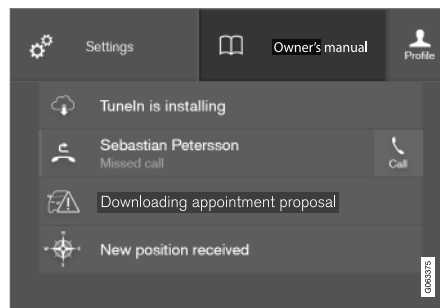 Settings
Owner's manual
Profile
TuneIn is installing
Sebastian Petersson
Missed call
Call
Downloading appointment proposal
New position received
G063375